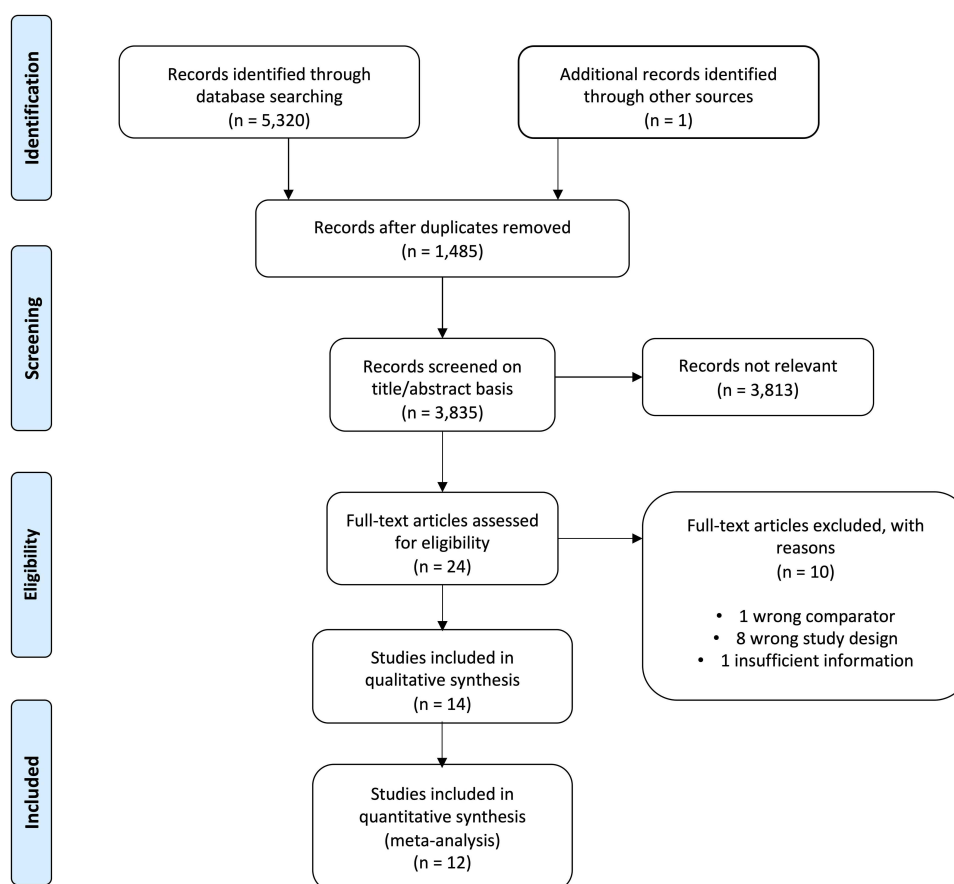 Identification
Records identified through
database searching
(n = 5,320)
Additional records identified
through other sources
(n = 1)
Records after duplicates removed
(n = 1,485)
Screening
Records screened on
title/abstract basis
(n = 3,835)
Records not relevant
(n = 3,813)
Eligibility
Full-text articles assessed
for eligibility
(n = 24)
Full-text articles excluded, with
reasons
(n = 10)
• 1 wrong comparator
• 8 wrong study design
• 1 insufficient information
Studies included in
qualitative synthesis
(n = 14)
Included
Studies included in
quantitative synthesis
(meta-analysis)
(n = 12)